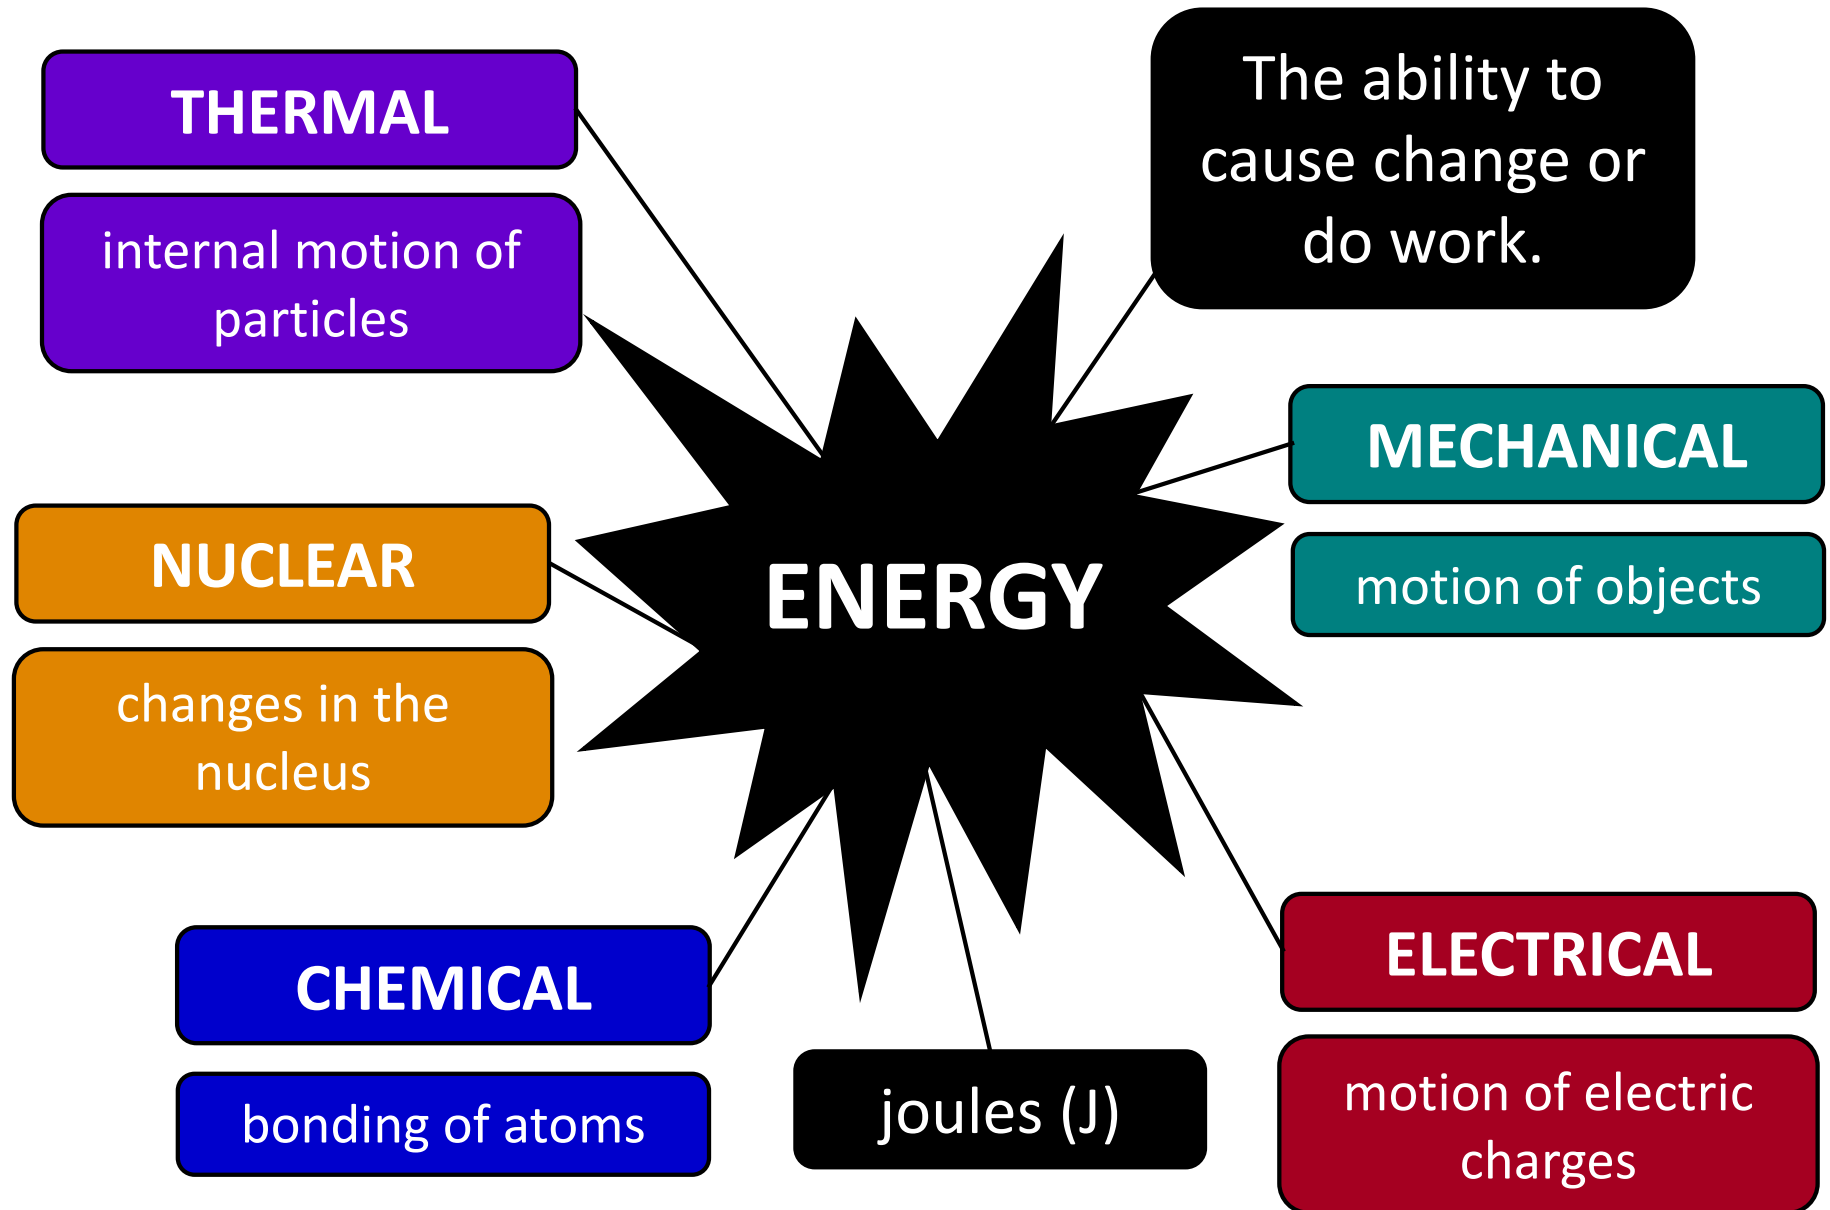 THERMAL
internal motion of
particles
The ability to
cause change or
do work.
MECHANICAL
motion of objects
NUCLEAR
changes in the
nucleus
ENERGY
CHEMICAL
bonding of atoms
joules (J)
ELECTRICAL
motion of electric
charges